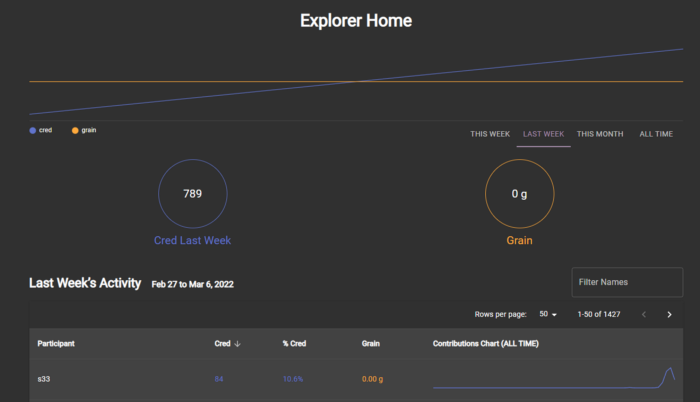 Explorer Home
cred grain
THIS WEEK LAST WEEK THIS MONTH ALL TIME
789 0 g
Cred Last Week Grain
Last Week's Activity Feb 27 to Mar 6, 2022
Filter Names
Rows per page: 50 1-50 of 1427
Participant Cred % Cred Grain Contributions Chart (ALL TIME)
s33 84 10.6% 0.00 g